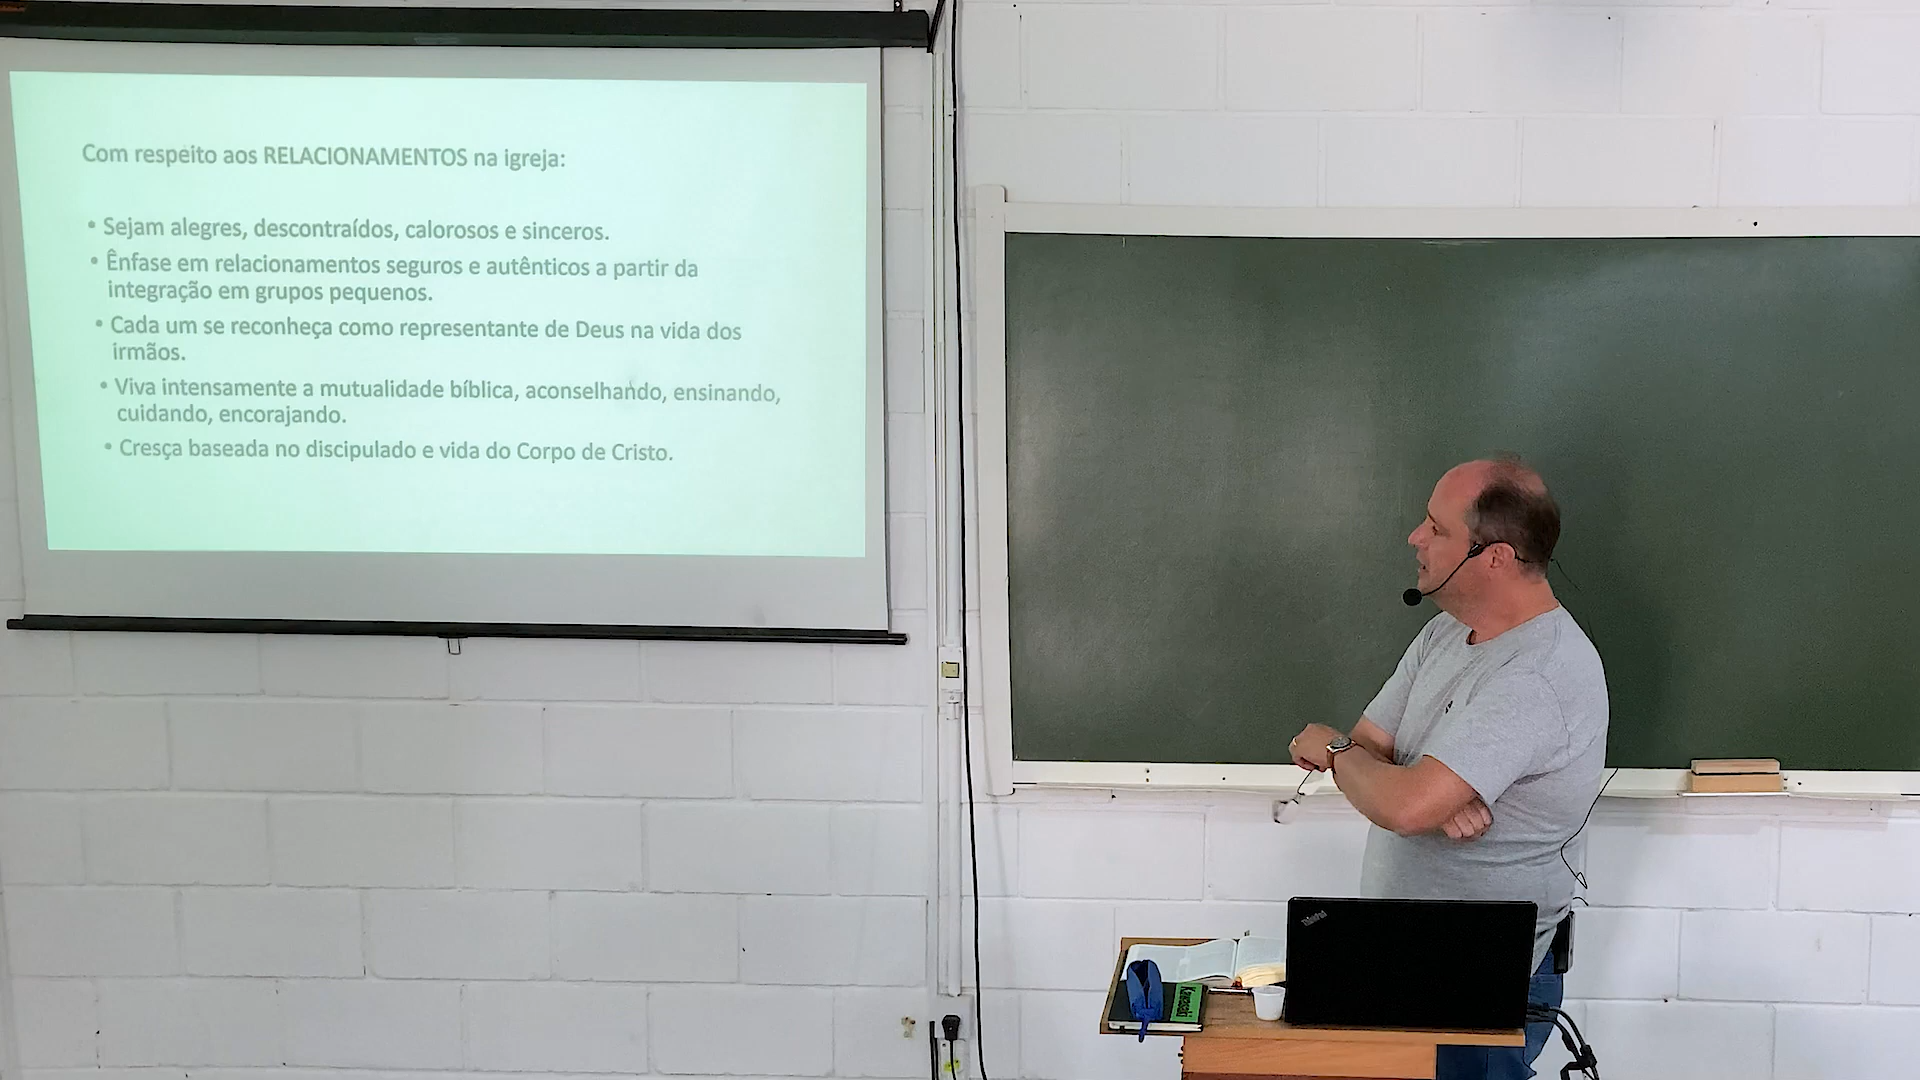 Com respeito aos RELACIONAMENTOS na igreja:
• Sejam alegres, descontraídos, calorosos e sinceros.
• Ênfase em relacionamentos seguros e autênticos a partir da
integração em grupos pequenos.
• Cada um se reconheça como representante de Deus na vida dos
irmãos.
• Viva intensamente a mutualidade bíblica, aconselhando, ensinando,
cuidando, encorajando.
• Cresça baseada no discipulado e vida do Corpo de Cristo.
ThinkPad
Kawasaki